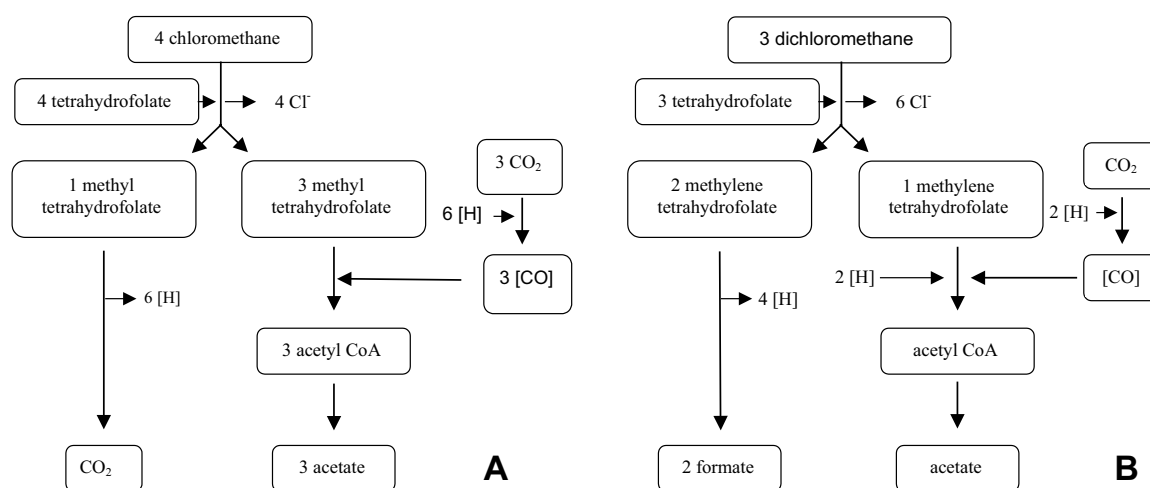 4 chloromethane
4 tetrahydrofolate
4 Cl⁻
1 methyl
tetrahydrofolate
3 methyl
tetrahydrofolate
3 CO₂
6 [H]
3 [CO]
6 [H]
3 acetyl CoA
CO₂
3 acetate
A
3 dichloromethane
3 tetrahydrofolate
6 Cl⁻
2 methylene
tetrahydrofolate
1 methylene
tetrahydrofolate
CO₂
2 [H]
2 [H]
[CO]
4 [H]
acetyl CoA
2 formate
acetate
B